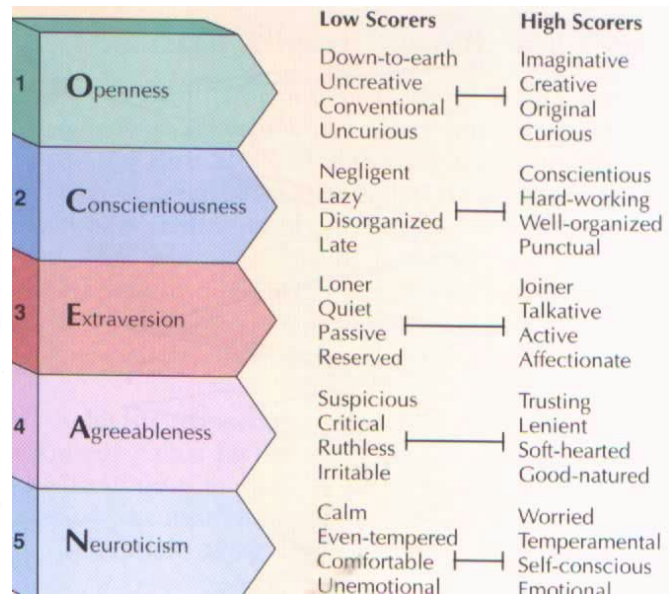 Low Scorers High Scorers
1 Openness
Down-to-earth Imaginative
Uncreative Creative
Conventional Original
Uncurious Curious
2 Conscientiousness
Negligent Conscientious
Lazy Hard-working
Disorganized Well-organized
Late Punctual
3 Extraversion
Loner Joiner
Quiet Talkative
Passive Active
Reserved Affectionate
4 Agreeableness
Suspicious Trusting
Critical Lenient
Ruthless Soft-hearted
Irritable Good-natured
5 Neuroticism
Calm Worried
Even-tempered Temperamental
Comfortable Self-conscious
Unemotional Emotional